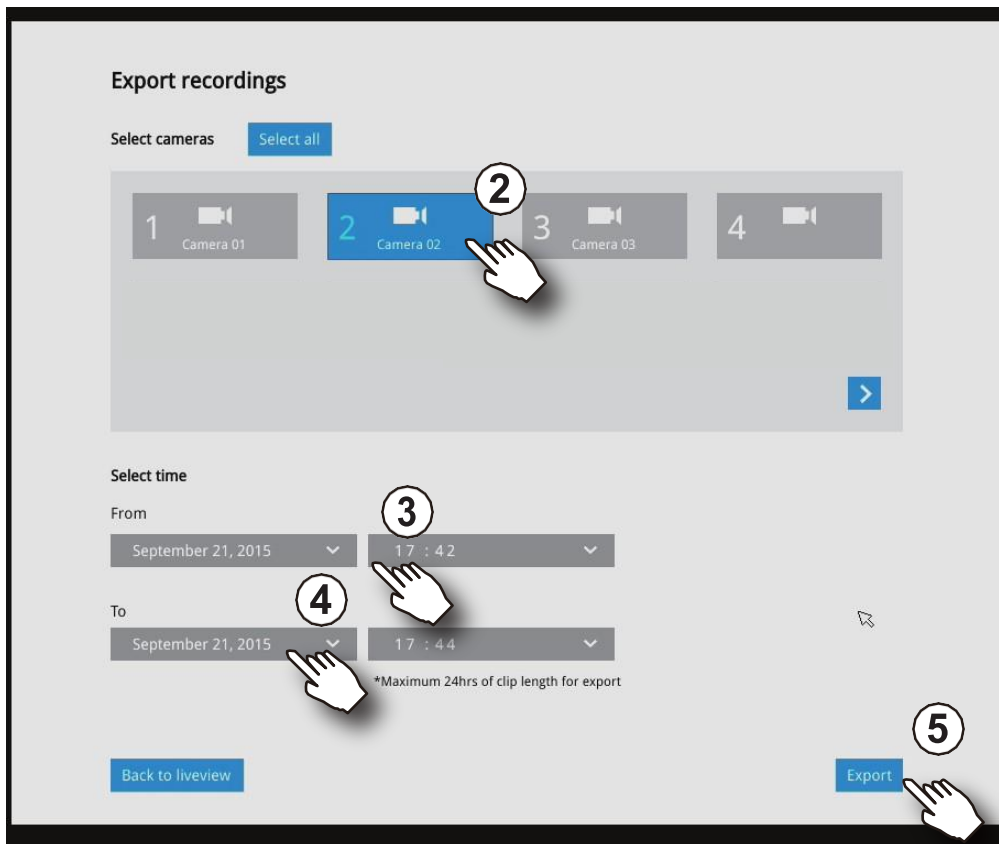 Export recordings
Select cameras Select all
2
1 Camera 01 2 Camera 02 3 Camera 03 4
Select time
From
3
September 21, 2015 17 : 42
To
4
September 21, 2015 17 : 44
*Maximum 24hrs of clip length for export
5
Back to liveview Export